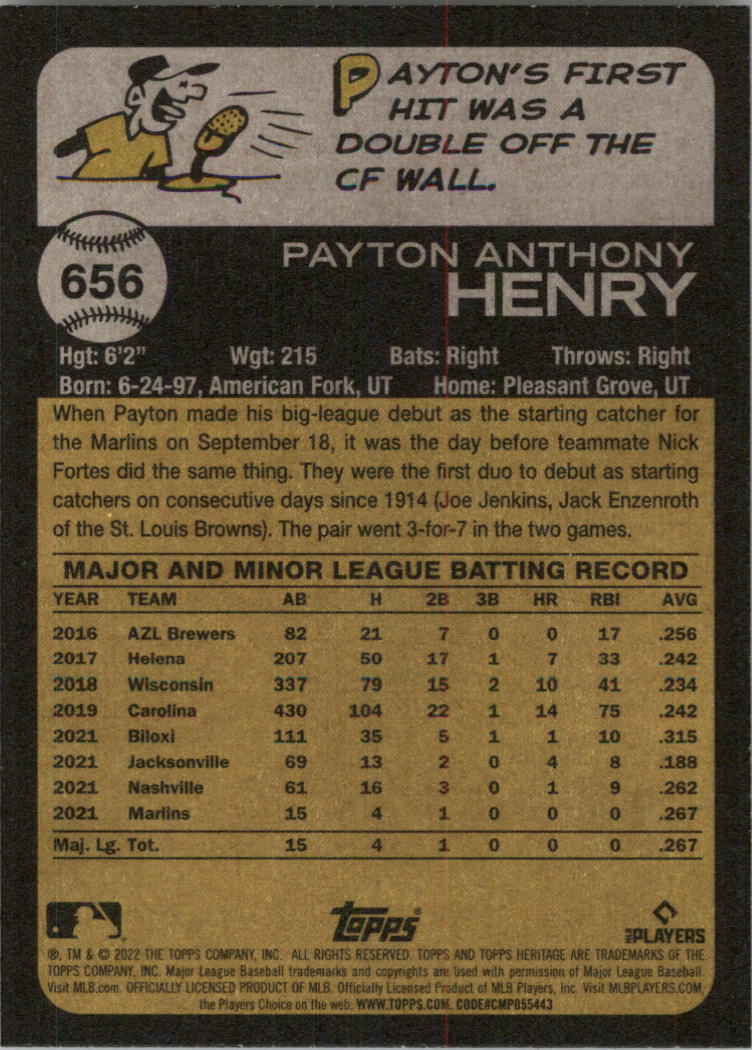 PAYTON'S FIRST
HIT WAS A
DOUBLE OFF THE
CF WALL.
656
PAYTON ANTHONY
HENRY
Hgt: 6'2" Wgt: 215 Bats: Right Throws: Right
Born: 6-24-97, American Fork, UT Home: Pleasant Grove, UT
When Payton made his big-league debut as the starting catcher for
the Marlins on September 18, it was the day before teammate Nick
Fortes did the same thing. They were the first duo to debut as starting
catchers on consecutive days since 1914 (Joe Jenkins, Jack Enzenroth
of the St. Louis Browns). The pair went 3-for-7 in the two games.
MAJOR AND MINOR LEAGUE BATTING RECORD
YEAR TEAM AB H 2B 3B HR RBI AVG
2016 AZL Brewers 82 21 7 0 0 17 .256
2017 Helena 207 50 17 1 7 33 .242
2018 Wisconsin 337 79 15 2 10 41 .234
2019 Carolina 430 104 22 1 14 75 .242
2021 Biloxi 111 35 5 1 1 10 .315
2021 Jacksonville 69 13 2 0 4 8 .188
2021 Nashville 61 16 3 0 1 9 .262
2021 Marlins 15 4 1 0 0 0 .267
Maj. Lg. Tot. 15 4 1 0 0 0 .267
topps
MLB PLAYERS
®, TM & © 2022 THE TOPPS COMPANY, INC. ALL RIGHTS RESERVED. TOPPS AND TOPPS HERITAGE ARE TRADEMARKS OF THE
TOPPS COMPANY, INC. Major League Baseball trademarks and copyrights are used with permission of Major League Baseball.
Visit MLB.com. OFFICIALLY LICENSED PRODUCT OF MLB. Officially Licensed Product of MLB Players, Inc. Visit MLBPLAYERS.COM,
the Players Choice on the web. WWW.TOPPS.COM. CODE#CMP055443